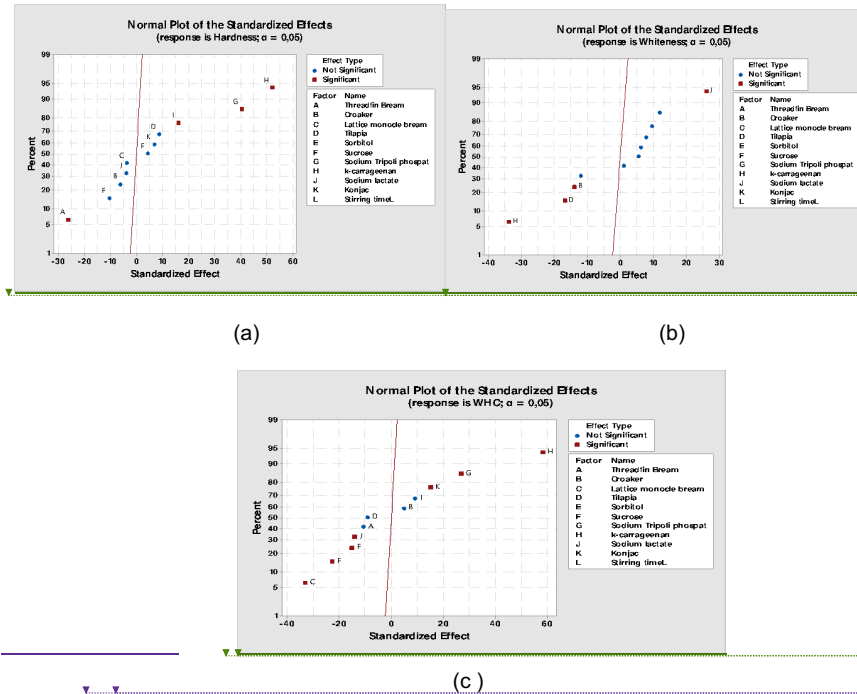 Normal Plot of the Standardized Effects
(response is Hardness; α = 0,05)
Percent
99
95
90
80
70
60
50
40
30
20
10
5
1
H
G
I
D
K
F
C
J
B
F
A
-30 -20 -10 0 10 20 30 40 50 60
Standardized Effect
Effect Type
Not Significant
Significant
Factor Name
A Threadfin Bream
B Croaker
C Lattice monocle bream
D Tilapia
E Sorbitol
F Sucrose
G Sodium Tripoli phospat
H k-carrageenan
J Sodium lactate
K Konjac
L Stirring timeL
(a)
Normal Plot of the Standardized Effects
(response is Whiteness; α = 0,05)
Percent
99
95
90
80
70
60
50
40
30
20
10
5
1
J
B
D
H
-40 -30 -20 -10 0 10 20 30
Standardized Effect
Effect Type
Not Significant
Significant
Factor Name
A Threadfin Bream
B Croaker
C Lattice monocle bream
D Tilapia
E Sorbitol
F Sucrose
G Sodium Tripoli phospat
H k-carrageenan
J Sodium lactate
K Konjac
L Stirring timeL
(b)
Normal Plot of the Standardized Effects
(response is WHC; α = 0,05)
Percent
99
95
90
80
70
60
50
40
30
20
10
5
1
H
G
K
I
B
D
A
J
F
F
C
-40 -20 0 20 40 60
Standardized Effect
Effect Type
Not Significant
Significant
Factor Name
A Threadfin Bream
B Croaker
C Lattice monocle bream
D Tilapia
E Sorbitol
F Sucrose
G Sodium Tripoli phospat
H k-carrageenan
J Sodium lactate
K Konjac
L Stirring timeL
(c )